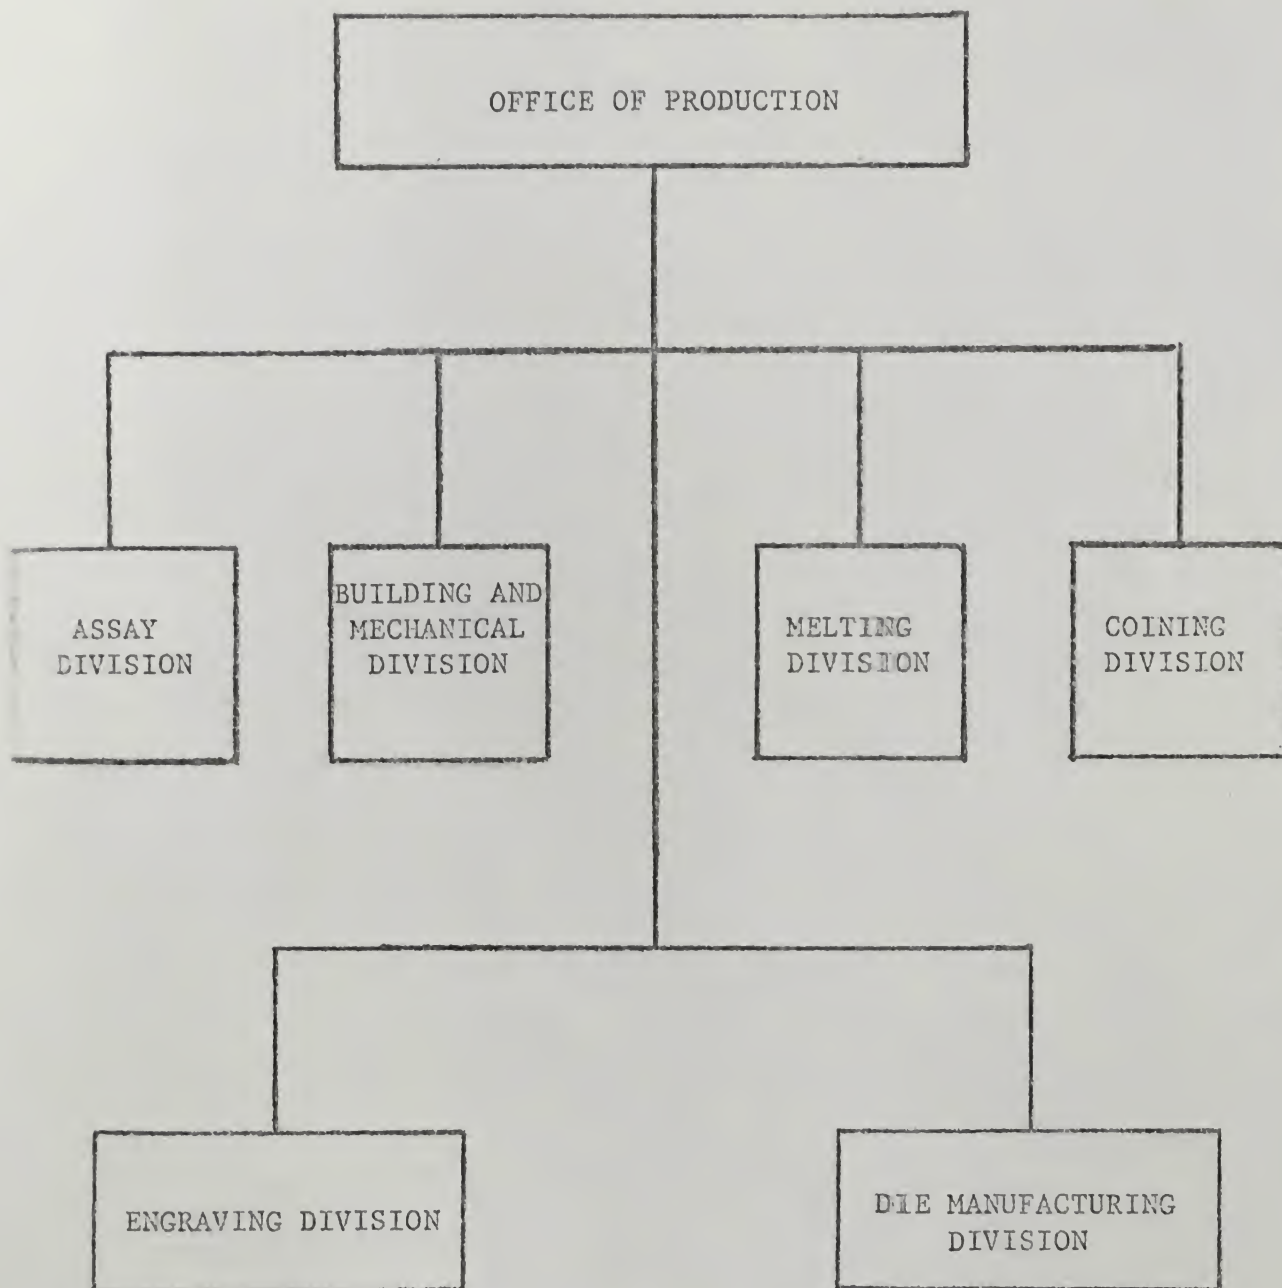 OFFICE OF PRODUCTION
ASSAY
DIVISION
BUILDING AND
MECHANICAL
DIVISION
MELTING
DIVISION
COINING
DIVISION
ENGRAVING DIVISION
DIE MANUFACTURING
DIVISION